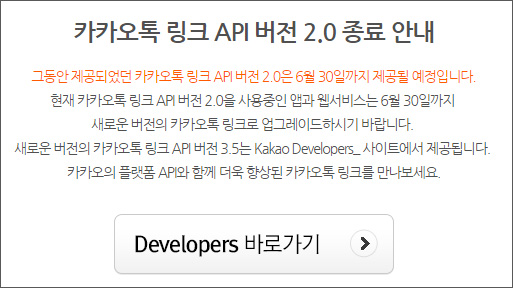 카카오톡 링크 API 버전 2.0 종료 안내
그동안 제공되었던 카카오톡 링크 API 버전 2.0은 6월 30일까지 제공될 예정입니다.
현재 카카오톡 링크 API 버전 2.0을 사용중인 앱과 웹서비스는 6월 30일까지
새로운 버전의 카카오톡 링크로 업그레이드하시기 바랍니다.
새로운 버전의 카카오톡 링크 API 버전 3.5는 Kakao Developers_ 사이트에서 제공됩니다.
카카오의 플랫폼 API와 함께 더욱 향상된 카카오톡 링크를 만나보세요.
Developers 바로가기